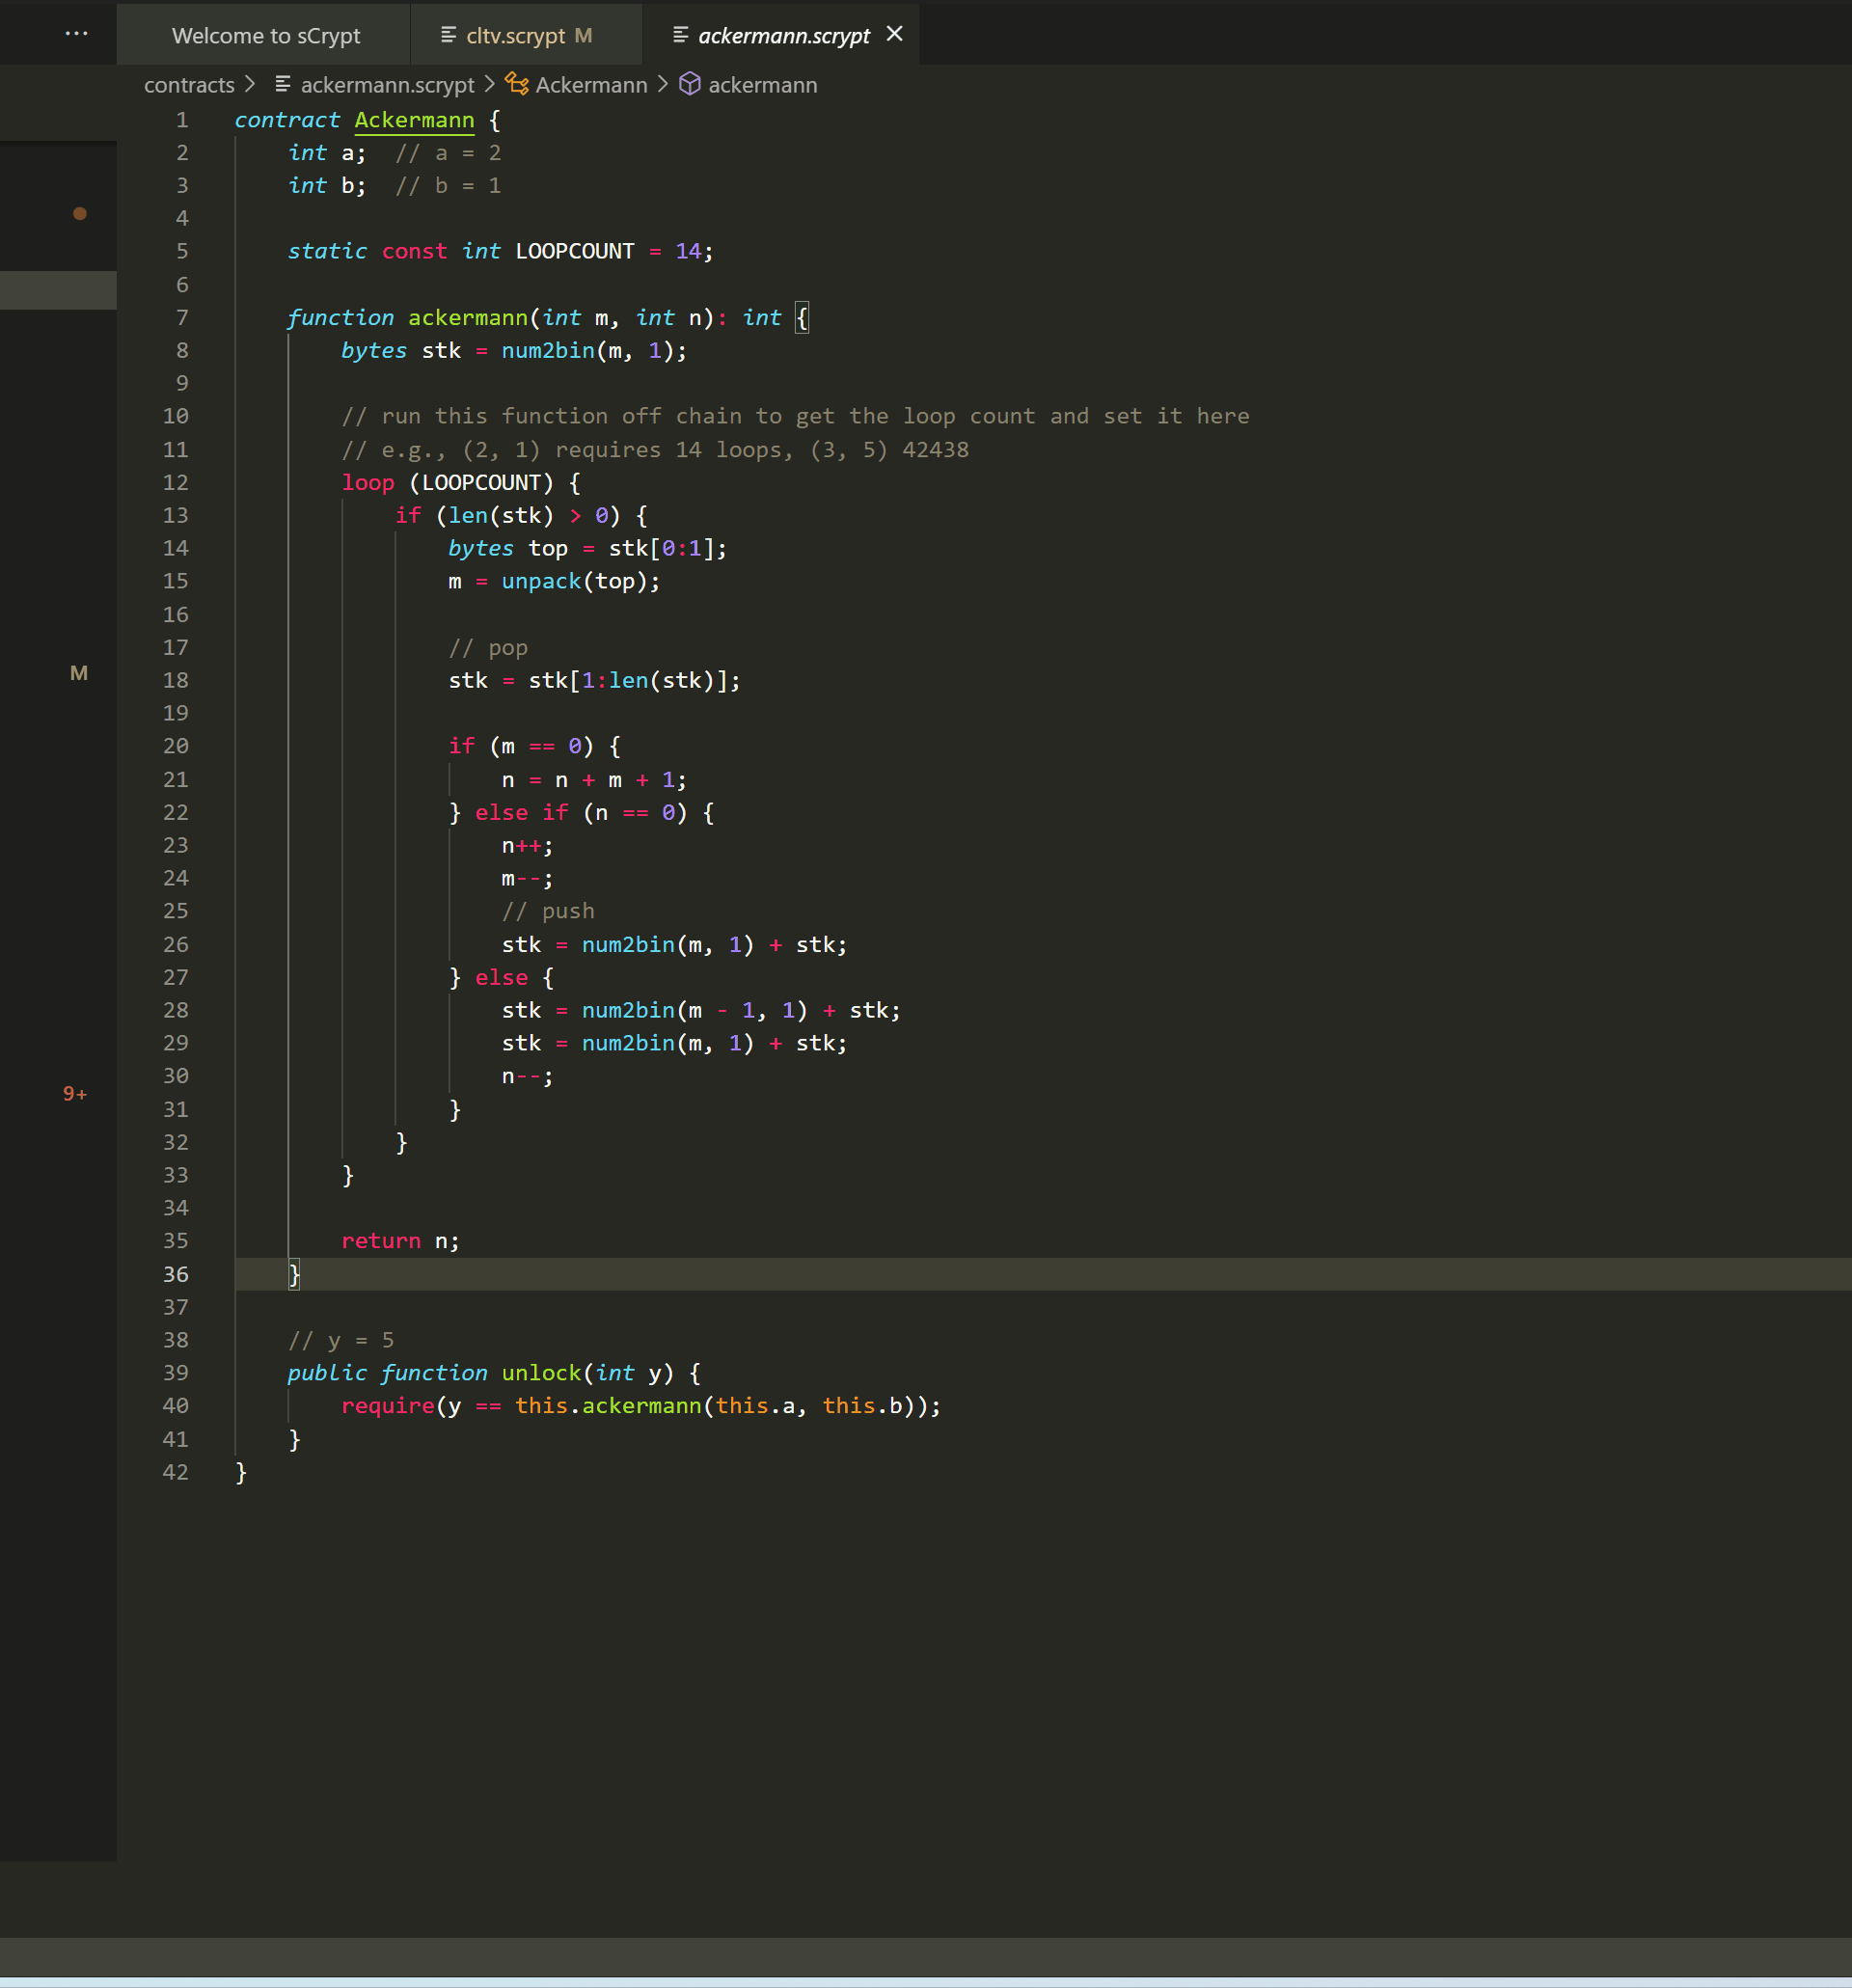 ···
Welcome to sCrypt
cltv.scrypt M
ackermann.scrypt
contracts > ackermann.scrypt > Ackermann > ackermann
1 contract Ackermann {
2     int a;  // a = 2
3     int b;  // b = 1
4
5     static const int LOOPCOUNT = 14;
6
7     function ackermann(int m, int n): int {
8         bytes stk = num2bin(m, 1);
9
10         // run this function off chain to get the loop count and set it here
11         // e.g., (2, 1) requires 14 loops, (3, 5) 42438
12         loop (LOOPCOUNT) {
13             if (len(stk) > 0) {
14                 bytes top = stk[0:1];
15                 m = unpack(top);
16
17                 // pop
18                 stk = stk[1:len(stk)];
19
20                 if (m == 0) {
21                     n = n + m + 1;
22                 } else if (n == 0) {
23                     n++;
24                     m--;
25                     // push
26                     stk = num2bin(m, 1) + stk;
27                 } else {
28                     stk = num2bin(m - 1, 1) + stk;
29                     stk = num2bin(m, 1) + stk;
30                     n--;
31                 }
32             }
33         }
34
35         return n;
36     }
37
38     // y = 5
39     public function unlock(int y) {
40         require(y == this.ackermann(this.a, this.b));
41     }
42 }
M
9+